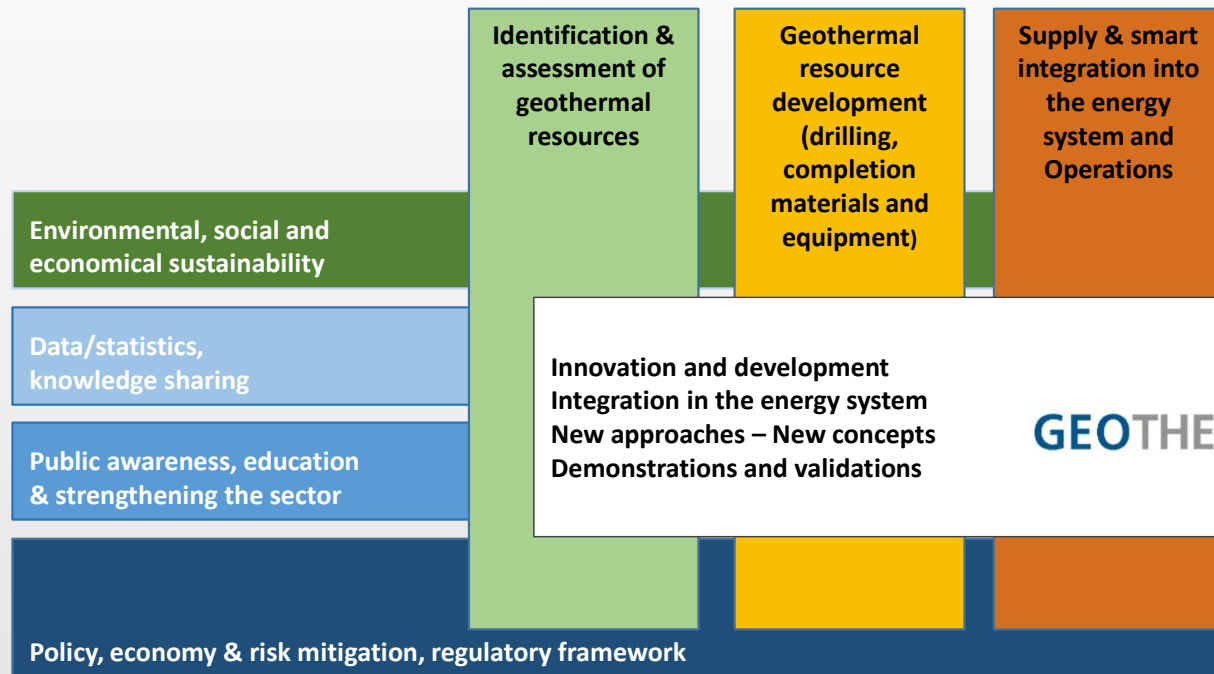 Identification &
assessment of
geothermal
resources
Geothermal
resource
development
(drilling,
completion
materials and
equipment)
Supply & smart
integration into
the energy
system and
Operations
Environmental, social and
economical sustainability
Data/statistics,
knowledge sharing
Public awareness, education
& strengthening the sector
Innovation and development
Integration in the energy system
New approaches – New concepts
Demonstrations and validations
GEOTHE
Policy, economy & risk mitigation, regulatory framework